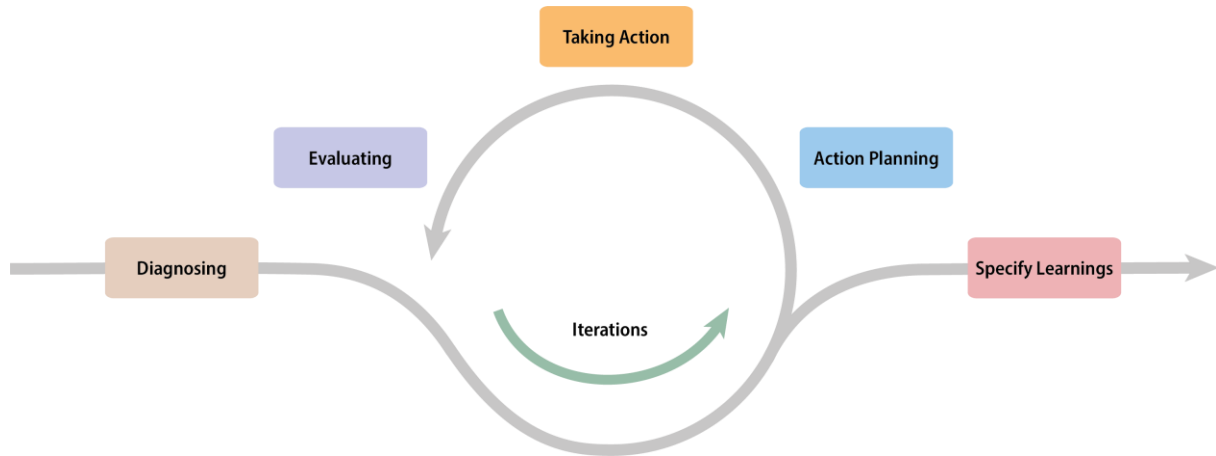 Taking Action
Evaluating
Action Planning
Diagnosing
Specify Learnings
Iterations